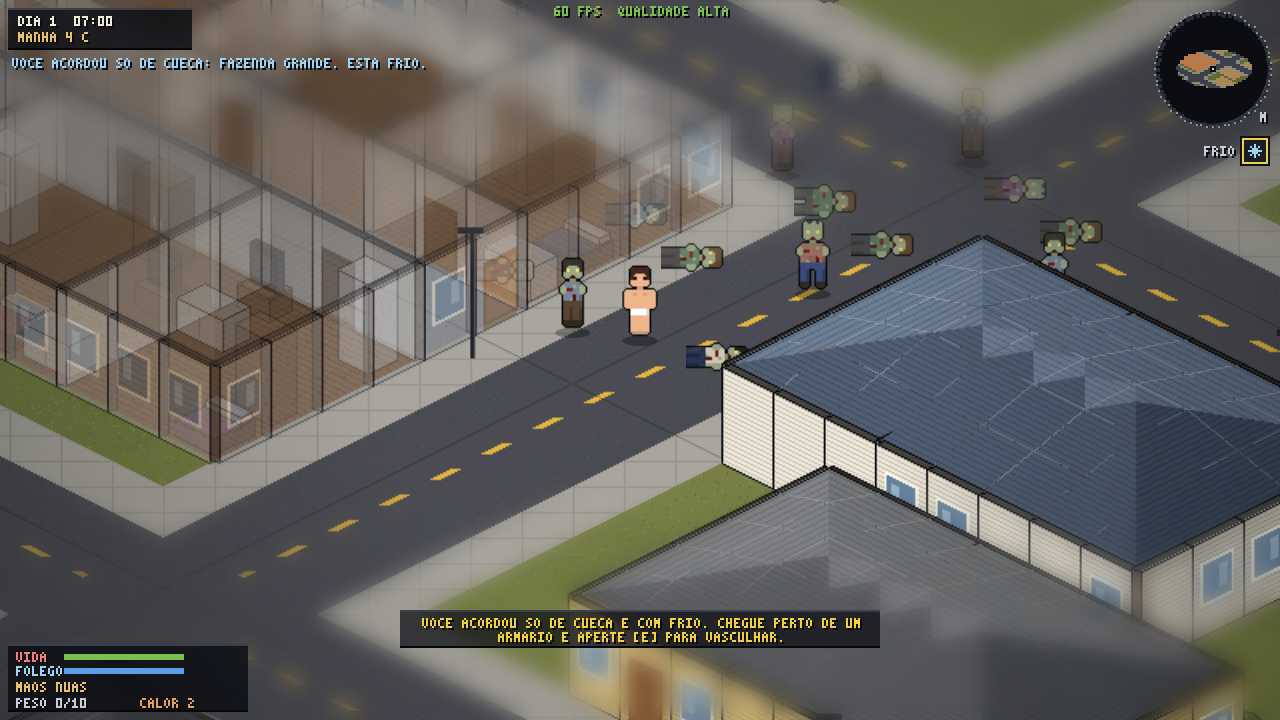 DIA 1 07:00
MANHA 4 C
60 FPS QUALIDADE ALTA
VOCE ACORDOU SO DE CUECA: FAZENDA GRANDE. ESTA FRIO.
N
FRIO
VOCE ACORDOU SO DE CUECA E COM FRIO. CHEGUE PERTO DE UM
ARMARIO E APERTE [E] PARA VASCULHAR.
VIDA
FOLEGO
MAOS NUAS
PESO 0/10 CALOR 2